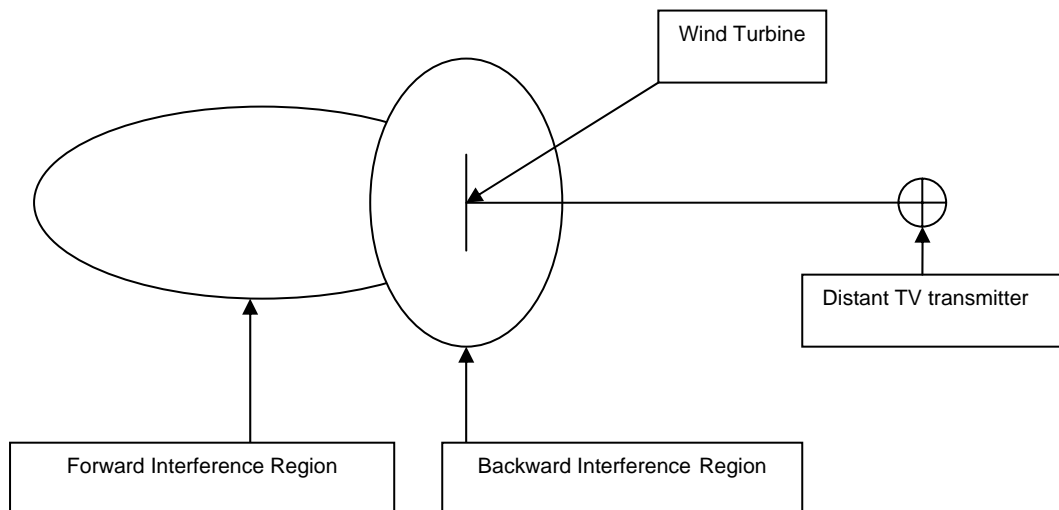 Wind Turbine
Distant TV transmitter
Forward Interference Region
Backward Interference Region